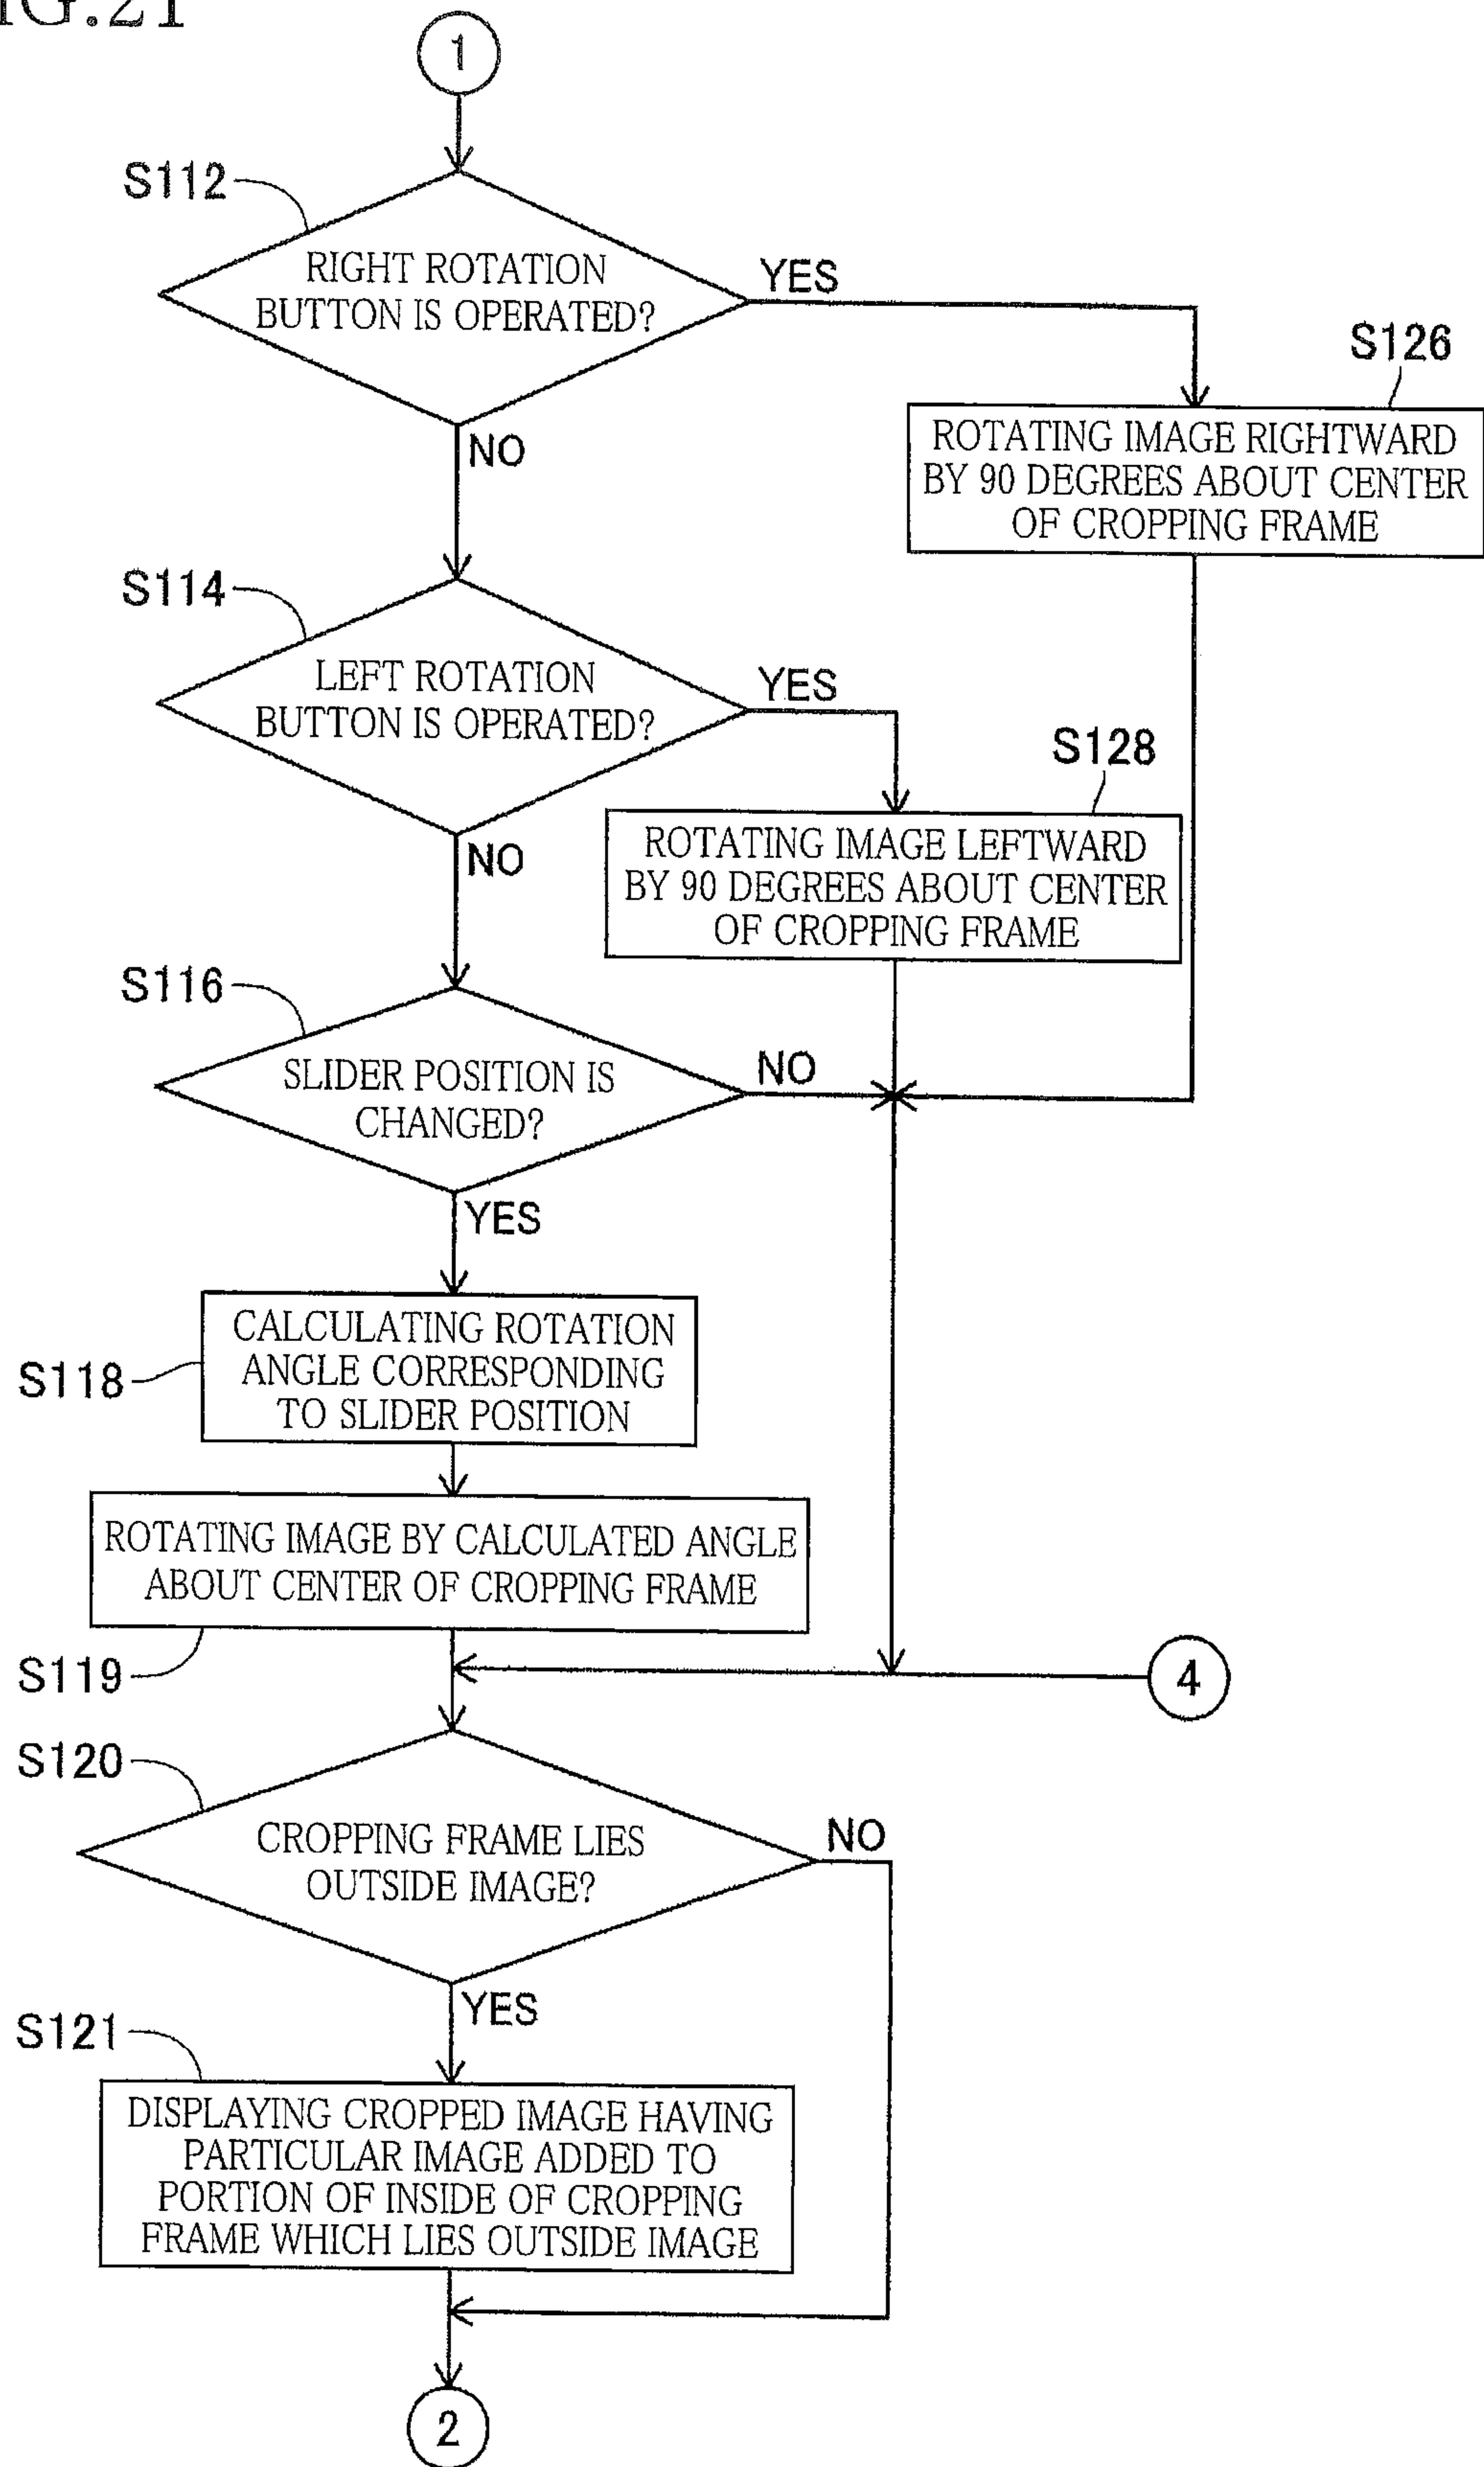 FIG.21
1
S112
RIGHT ROTATION
BUTTON IS OPERATED?
YES
S126
ROTATING IMAGE RIGHTWARD
BY 90 DEGREES ABOUT CENTER
OF CROPPING FRAME
NO
S114
LEFT ROTATION
BUTTON IS OPERATED?
YES
S128
ROTATING IMAGE LEFTWARD
BY 90 DEGREES ABOUT CENTER
OF CROPPING FRAME
NO
S116
SLIDER POSITION IS
CHANGED?
NO
YES
S118
CALCULATING ROTATION
ANGLE CORRESPONDING
TO SLIDER POSITION
ROTATING IMAGE BY CALCULATED ANGLE
ABOUT CENTER OF CROPPING FRAME
S119
4
S120
CROPPING FRAME LIES
OUTSIDE IMAGE?
NO
YES
S121
DISPLAYING CROPPED IMAGE HAVING
PARTICULAR IMAGE ADDED TO
PORTION OF INSIDE OF CROPPING
FRAME WHICH LIES OUTSIDE IMAGE
2